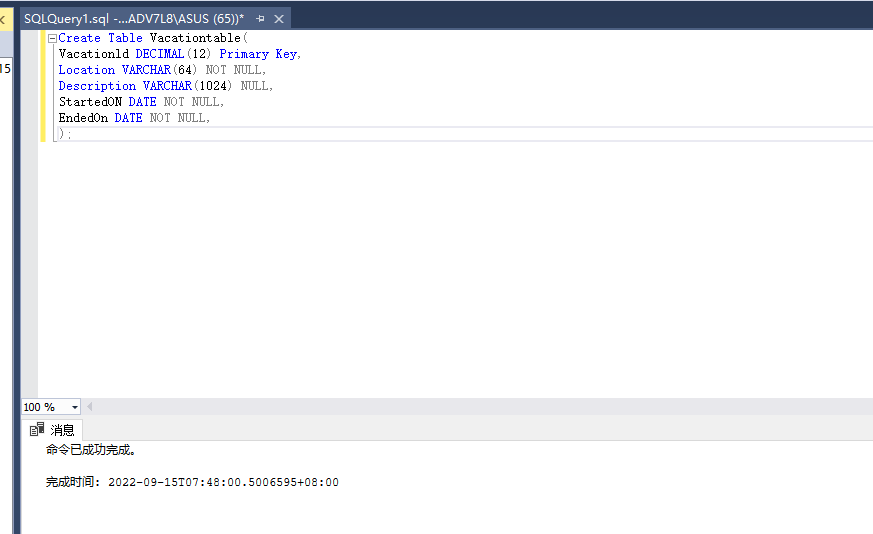 SQLQuery1.sql -...ADV7L8\ASUS (65))*
15
Create Table Vacationtable(
VacationId DECIMAL(12) Primary Key,
Location VARCHAR(64) NOT NULL,
Description VARCHAR(1024) NULL,
StartedON DATE NOT NULL,
EndedOn DATE NOT NULL,
);
100 %
消息
命令已成功完成。
完成时间: 2022-09-15T07:48:00.5006595+08:00